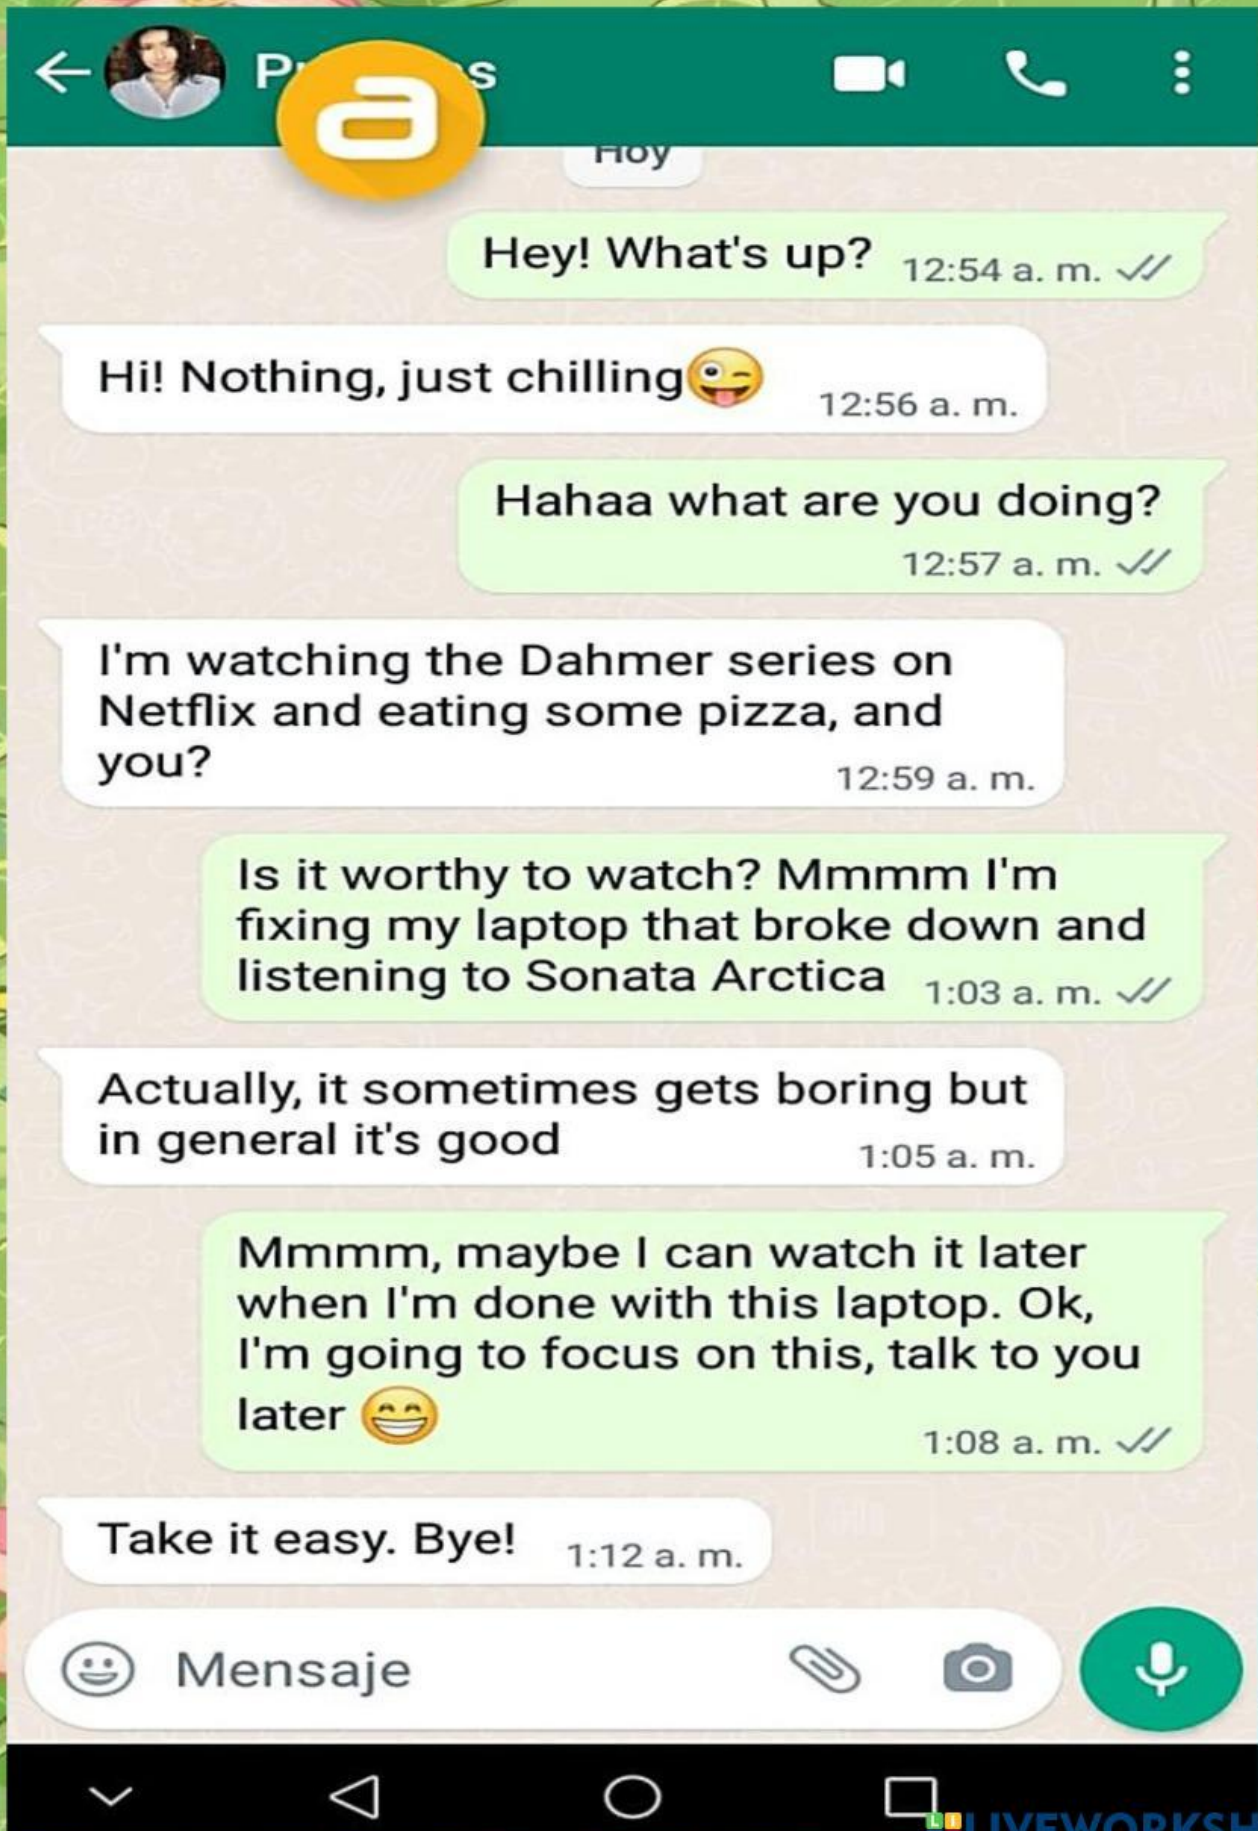 Hoy
Hey! What's up? 12:54 a. m.
Hi! Nothing, just chilling 12:56 a. m.
Hahaa what are you doing?
12:57 a. m.
I'm watching the Dahmer series on
Netflix and eating some pizza, and
you? 12:59 a. m.
Is it worthy to watch? Mmmm I'm
fixing my laptop that broke down and
listening to Sonata Arctica 1:03 a. m.
Actually, it sometimes gets boring but
in general it's good 1:05 a. m.
Mmmm, maybe I can watch it later
when I'm done with this laptop. Ok,
I'm going to focus on this, talk to you
later 1:08 a. m.
Take it easy. Bye! 1:12 a. m.
Mensaje